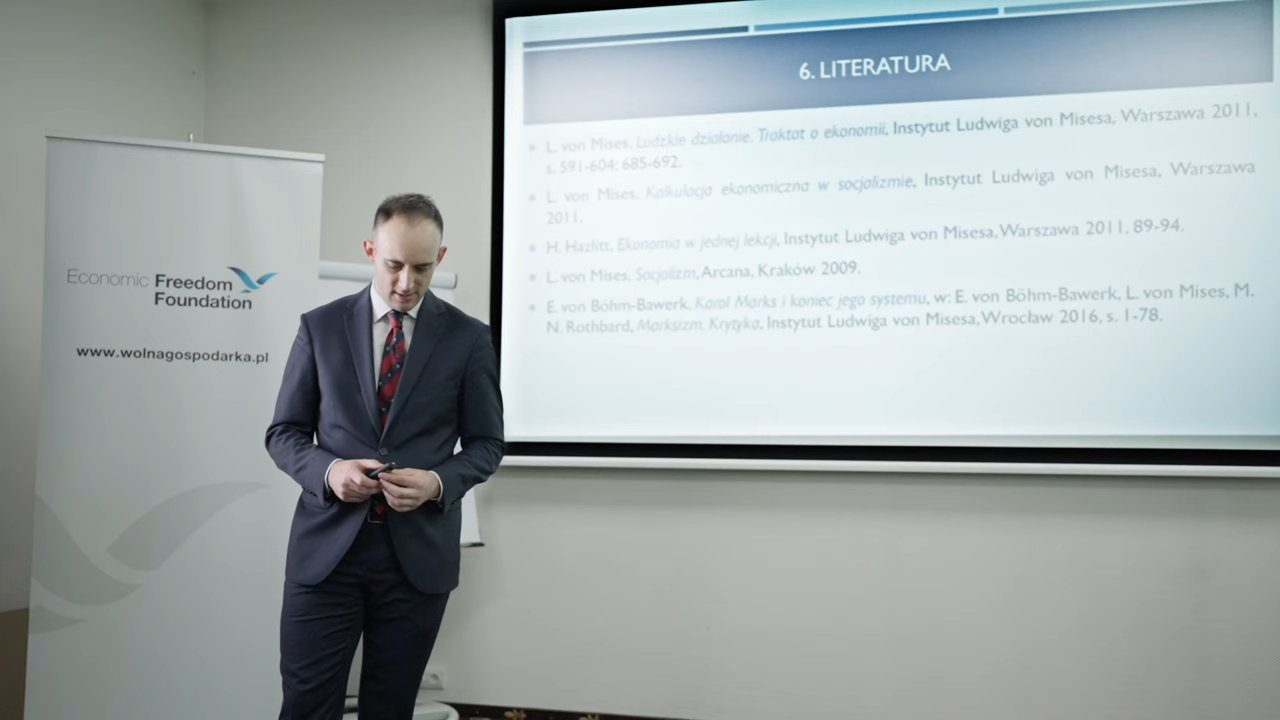 Economic Freedom
Foundation
www.wolnagospodarka.pl
6. LITERATURA
L. von Mises, Ludzkie działanie. Traktat o ekonomii, Instytut Ludwiga von Misesa, Warszawa 2011,
s. 591-604; 685-692.
L. von Mises, Kalkulacja ekonomiczna w socjalizmie, Instytut Ludwiga von Misesa, Warszawa
2011.
H. Hazlitt, Ekonomia w jednej lekcji, Instytut Ludwiga von Misesa, Warszawa 2011, 89-94.
L. von Mises, Socjalizm, Arcana, Kraków 2009.
E. von Böhm-Bawerk, Karol Marks i koniec jego systemu, w: E. von Böhm-Bawerk, L. von Mises, M.
N. Rothbard, Marksizm. Krytyka, Instytut Ludwiga von Misesa, Wrocław 2016, s. 1-78.